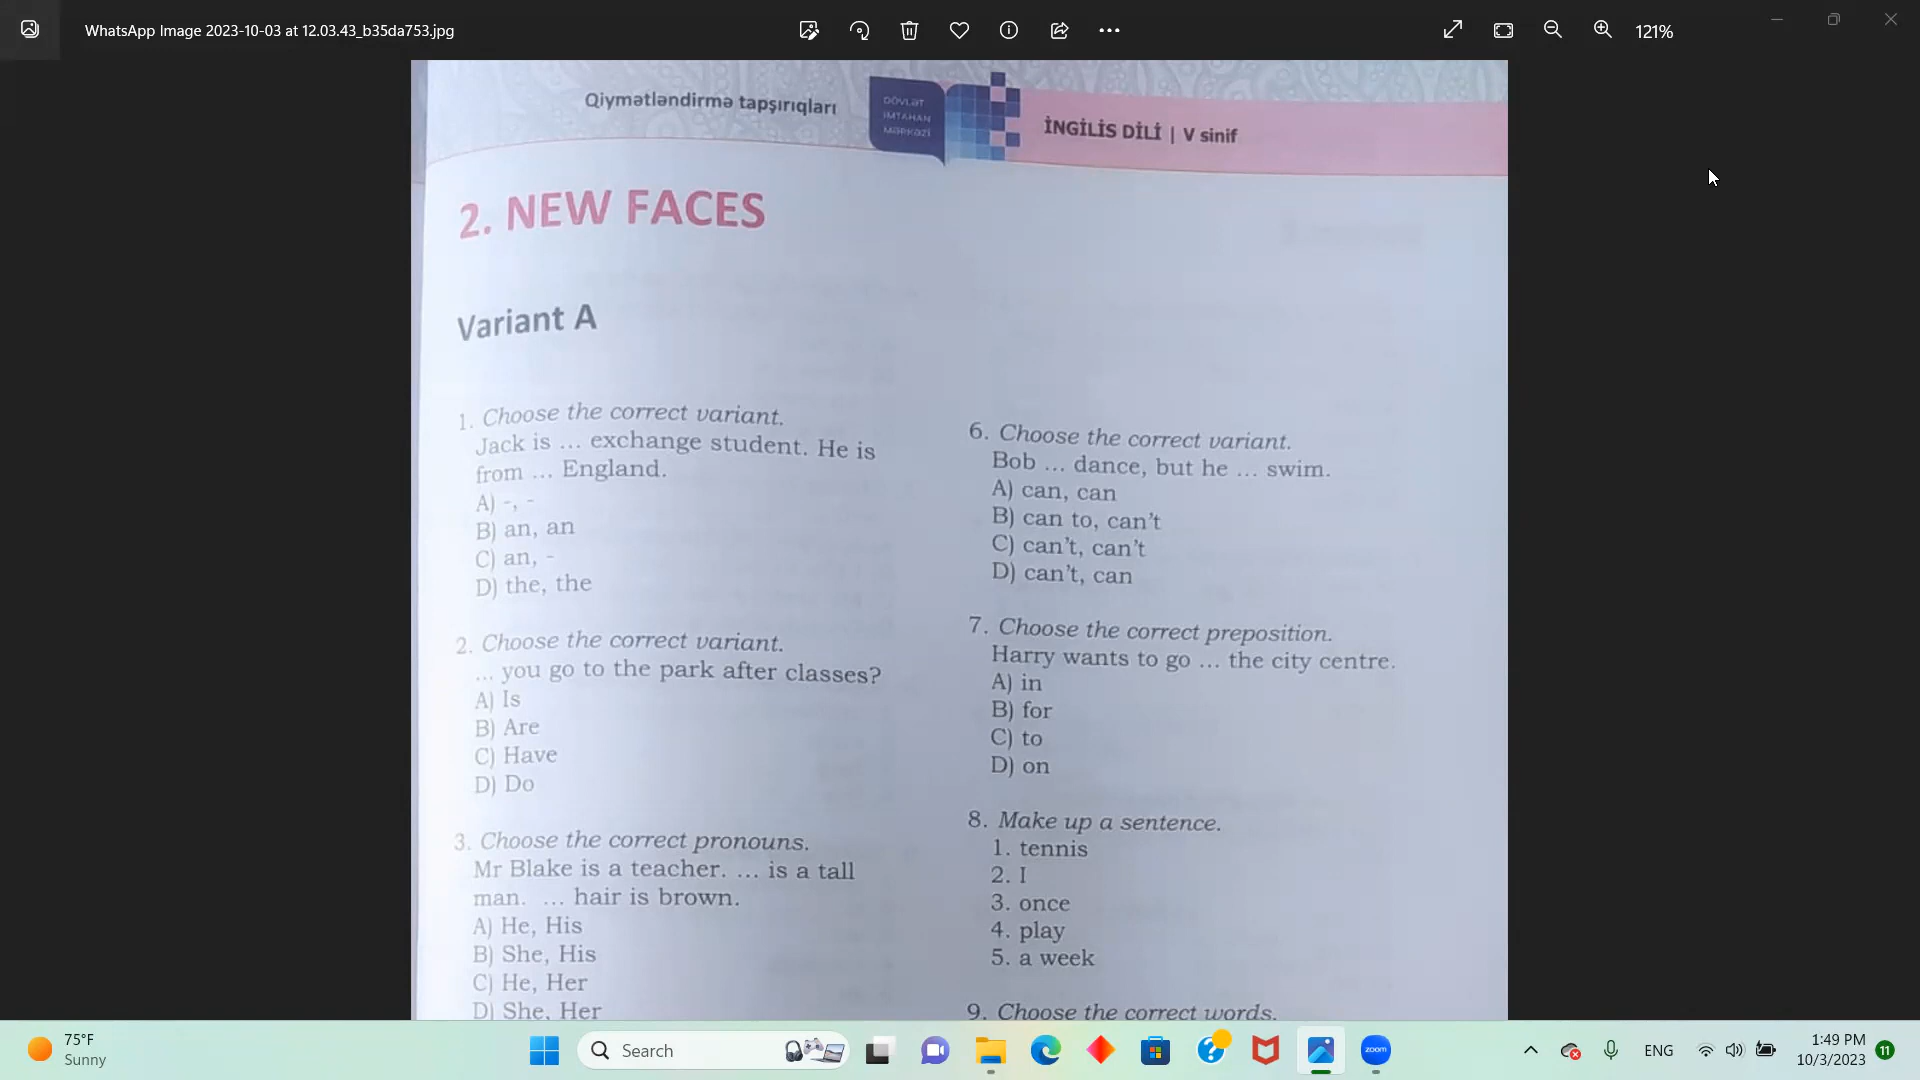 WhatsApp Image 2023-10-03 at 12.03.43_b35da753.jpg
121%
Qiymətləndirmə tapşırıqları
DÖVLƏT
İMTAHAN
MƏRKƏZİ
İNGİLİS DİLİ | V sinif
2. NEW FACES
Variant A
1. Choose the correct variant.
Jack is ... exchange student. He is
from ... England.
A) -, -
B) an, an
C) an, -
D) the, the
2. Choose the correct variant.
... you go to the park after classes?
A) Is
B) Are
C) Have
D) Do
3. Choose the correct pronouns.
Mr Blake is a teacher. ... is a tall
man. ... hair is brown.
A) He, His
B) She, His
C) He, Her
D) She, Her
6. Choose the correct variant.
Bob ... dance, but he ... swim.
A) can, can
B) can to, can't
C) can't, can't
D) can't, can
7. Choose the correct preposition.
Harry wants to go ... the city centre.
A) in
B) for
C) to
D) on
8. Make up a sentence.
1. tennis
2. I
3. once
4. play
5. a week
9. Choose the correct words.
75°F
Sunny
Search
zoom
ENG
1:49 PM
10/3/2023
11